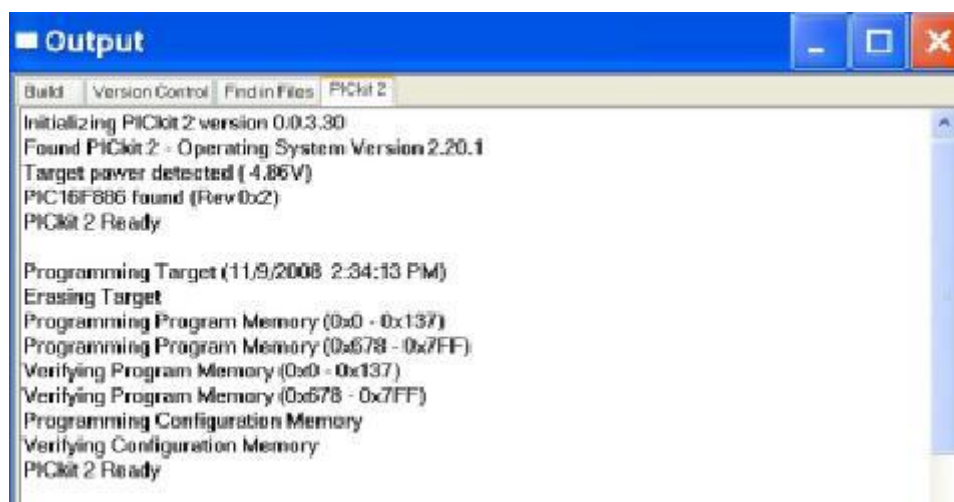 Output
Build Version Control Find in Files PICkit 2
Initializing PICkit 2 version 0.0.3.30
Found PICkit 2 - Operating System Version 2.20.1
Target power detected ( 4.86V)
PIC16F886 found (Rev 0x2)
PICkit 2 Ready
Programming Target (11/9/2008 2:34:13 PM)
Erasing Target
Programming Program Memory (0x0 - 0x137)
Programming Program Memory (0x678 - 0x7FF)
Verifying Program Memory (0x0 - 0x137)
Verifying Program Memory (0x678 - 0x7FF)
Programming Configuration Memory
Verifying Configuration Memory
PICkit 2 Ready